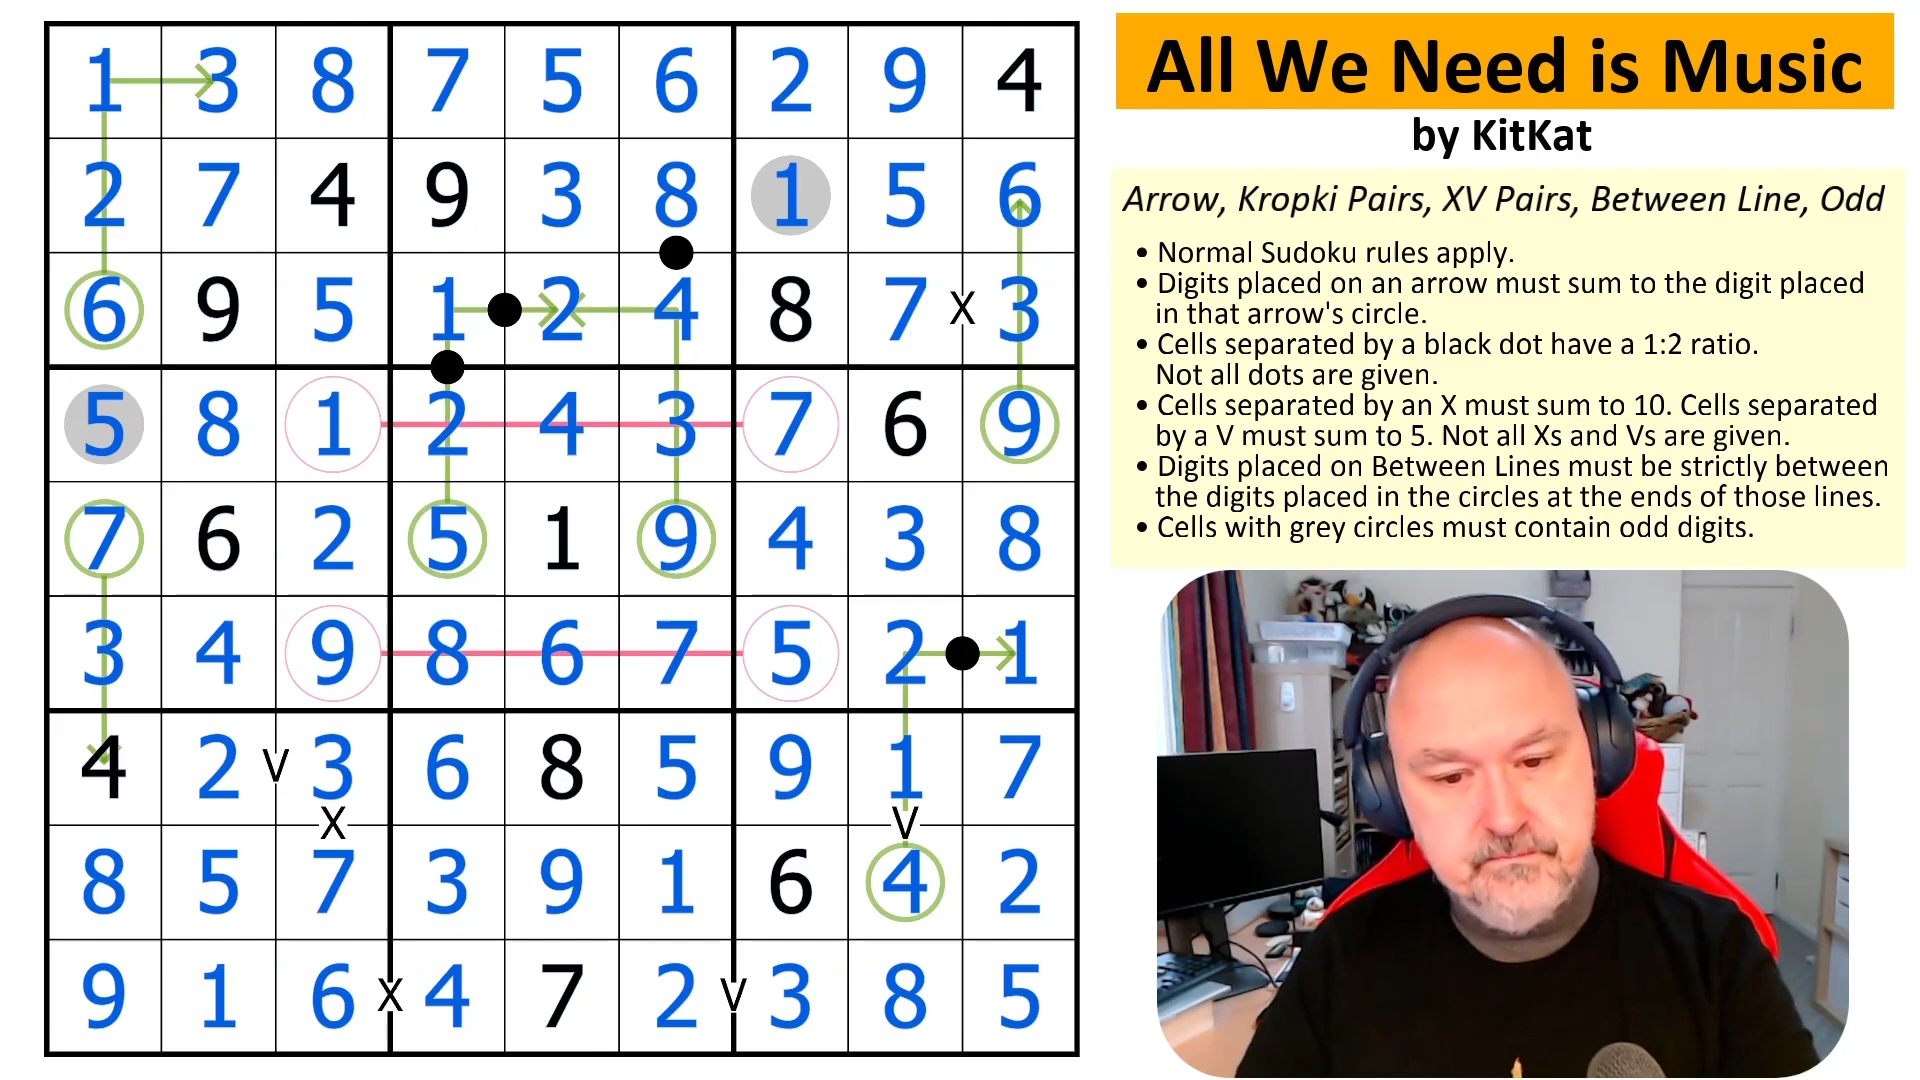 All We Need is Music
by KitKat
Arrow, Kropki Pairs, XV Pairs, Between Line, Odd
• Normal Sudoku rules apply.
• Digits placed on an arrow must sum to the digit placed
in that arrow's circle.
• Cells separated by a black dot have a 1:2 ratio.
Not all dots are given.
• Cells separated by an X must sum to 10. Cells separated
by a V must sum to 5. Not all Xs and Vs are given.
• Digits placed on Between Lines must be strictly between
the digits placed in the circles at the ends of those lines.
• Cells with grey circles must contain odd digits.
1 3 8 7 5 6 2 9 4
2 7 4 9 3 8 1 5 6
6 9 5 1 2 4 8 7 X 3
5 8 1 2 4 3 7 6 9
7 6 2 5 1 9 4 3 8
3 4 9 8 6 7 5 2 1
4 2 V 3 6 8 5 9 1 7
X V
8 5 7 3 9 1 6 4 2
9 1 6 X 4 7 2 V 3 8 5